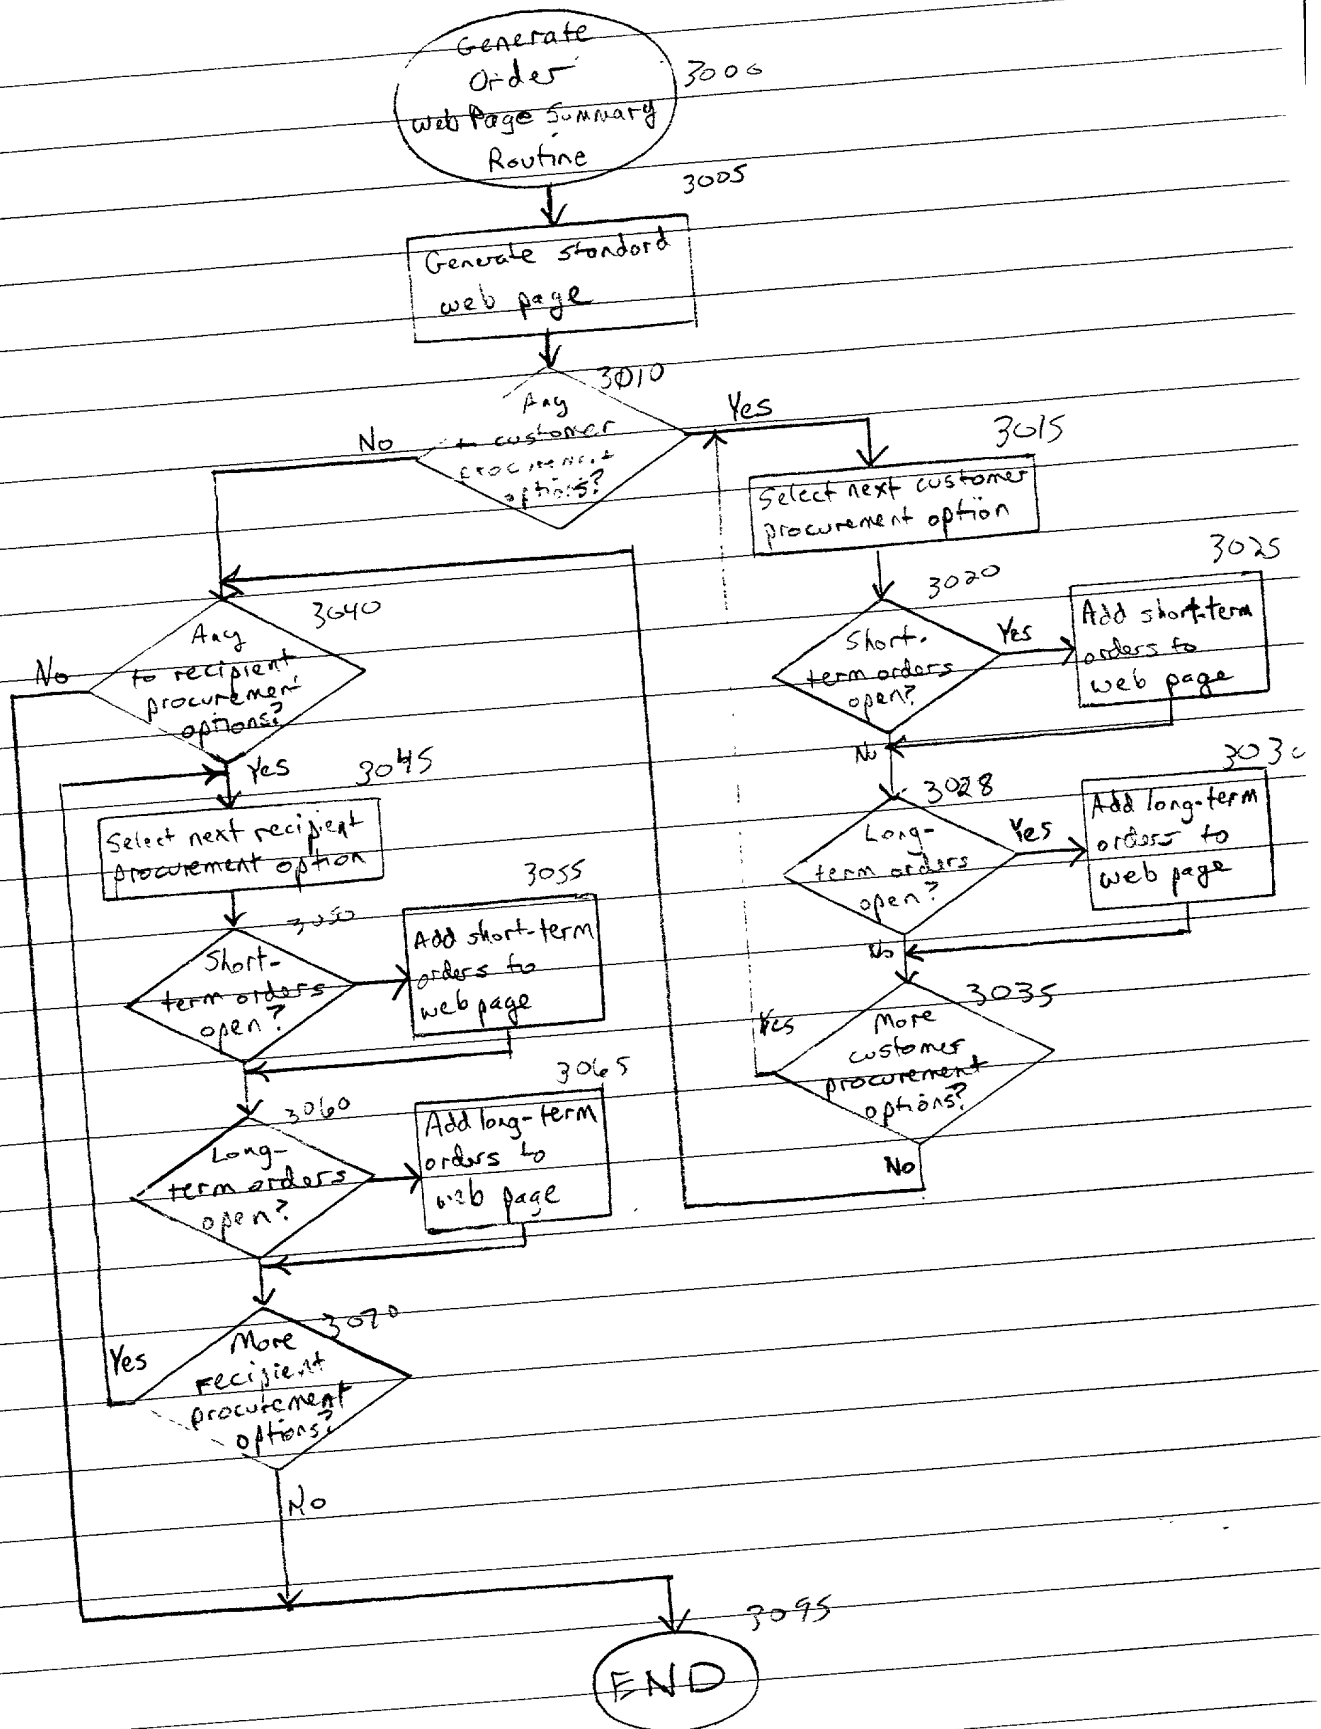 Generate
Order
Web Page Summary
Routine
3000
3005
Generate standard
web page
3010
Any
to customer
procurement
options?
No
Yes
3015
Select next customer
procurement option
3020
Short-
term orders
open?
Yes
3025
Add short-term
orders to
web page
No
3028
Long-
term orders
open?
Yes
3030
Add long-term
orders to
web page
No
3035
More
customer
procurement
options?
Yes
No
3040
Any
to recipient
procurement
options?
No
Yes
3045
Select next recipient
procurement option
3050
Short-
term orders
open?
3055
Add short-term
orders to
web page
3060
Long-
term orders
open?
3065
Add long-term
orders to
web page
3070
More
recipient
procurement
options?
Yes
No
3095
END